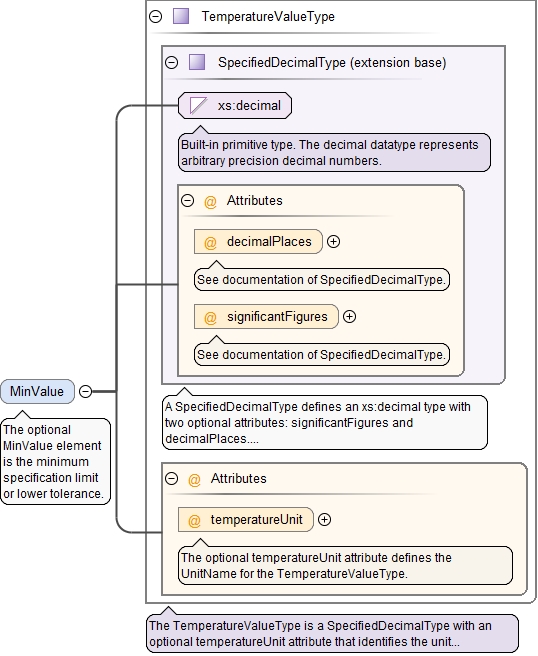 TemperatureValueType
SpecifiedDecimalType (extension base)
xs:decimal
Built-in primitive type. The decimal datatype represents
arbitrary precision decimal numbers.
@ Attributes
@ decimalPlaces
See documentation of SpecifiedDecimalType.
@ significantFigures
See documentation of SpecifiedDecimalType.
A SpecifiedDecimalType defines an xs:decimal type with
two optional attributes: significantFigures and
decimalPlaces....
MinValue
The optional
MinValue element
is the minimum
specification limit
or lower tolerance.
@ Attributes
@ temperatureUnit
The optional temperatureUnit attribute defines the
UnitName for the TemperatureValueType.
The TemperatureValueType is a SpecifiedDecimalType with an
optional temperatureUnit attribute that identifies the unit...